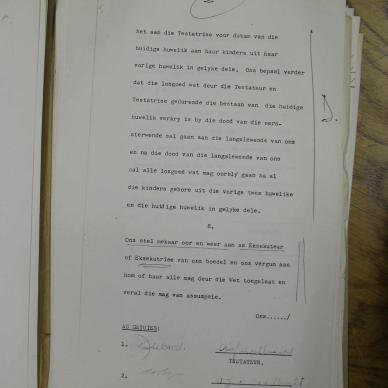 het aan die Testatrise voor datum van die
huidige huwelik aan haar kinders uit haar
vorige huwelik in gelyke dele. Ons bepaal verder
dat die losgoed wat deur die Testateur en
Testatrise gedurende die bestaan van die huidige
huwelik verkry is by die dood van die eers-
sterwende sal gaan aan die langslewende van ons
en na die dood van die langslewende van ons
sal alle losgoed wat mag oorbly gaan na al
die kinders gebore uit die vorige twee huwelike
en die huidige huwelik in gelyke dele.
Ons stel mekaar oor en weer aan as Eksekuteur
of Eksekutrise van ons boedel en ons vergun aan
hom of haar alle mag deur die Wet toegelaat en
veral die mag van assumpsie.
Ons....../
AS GETUIES:
1.
TESTATEUR.
2.